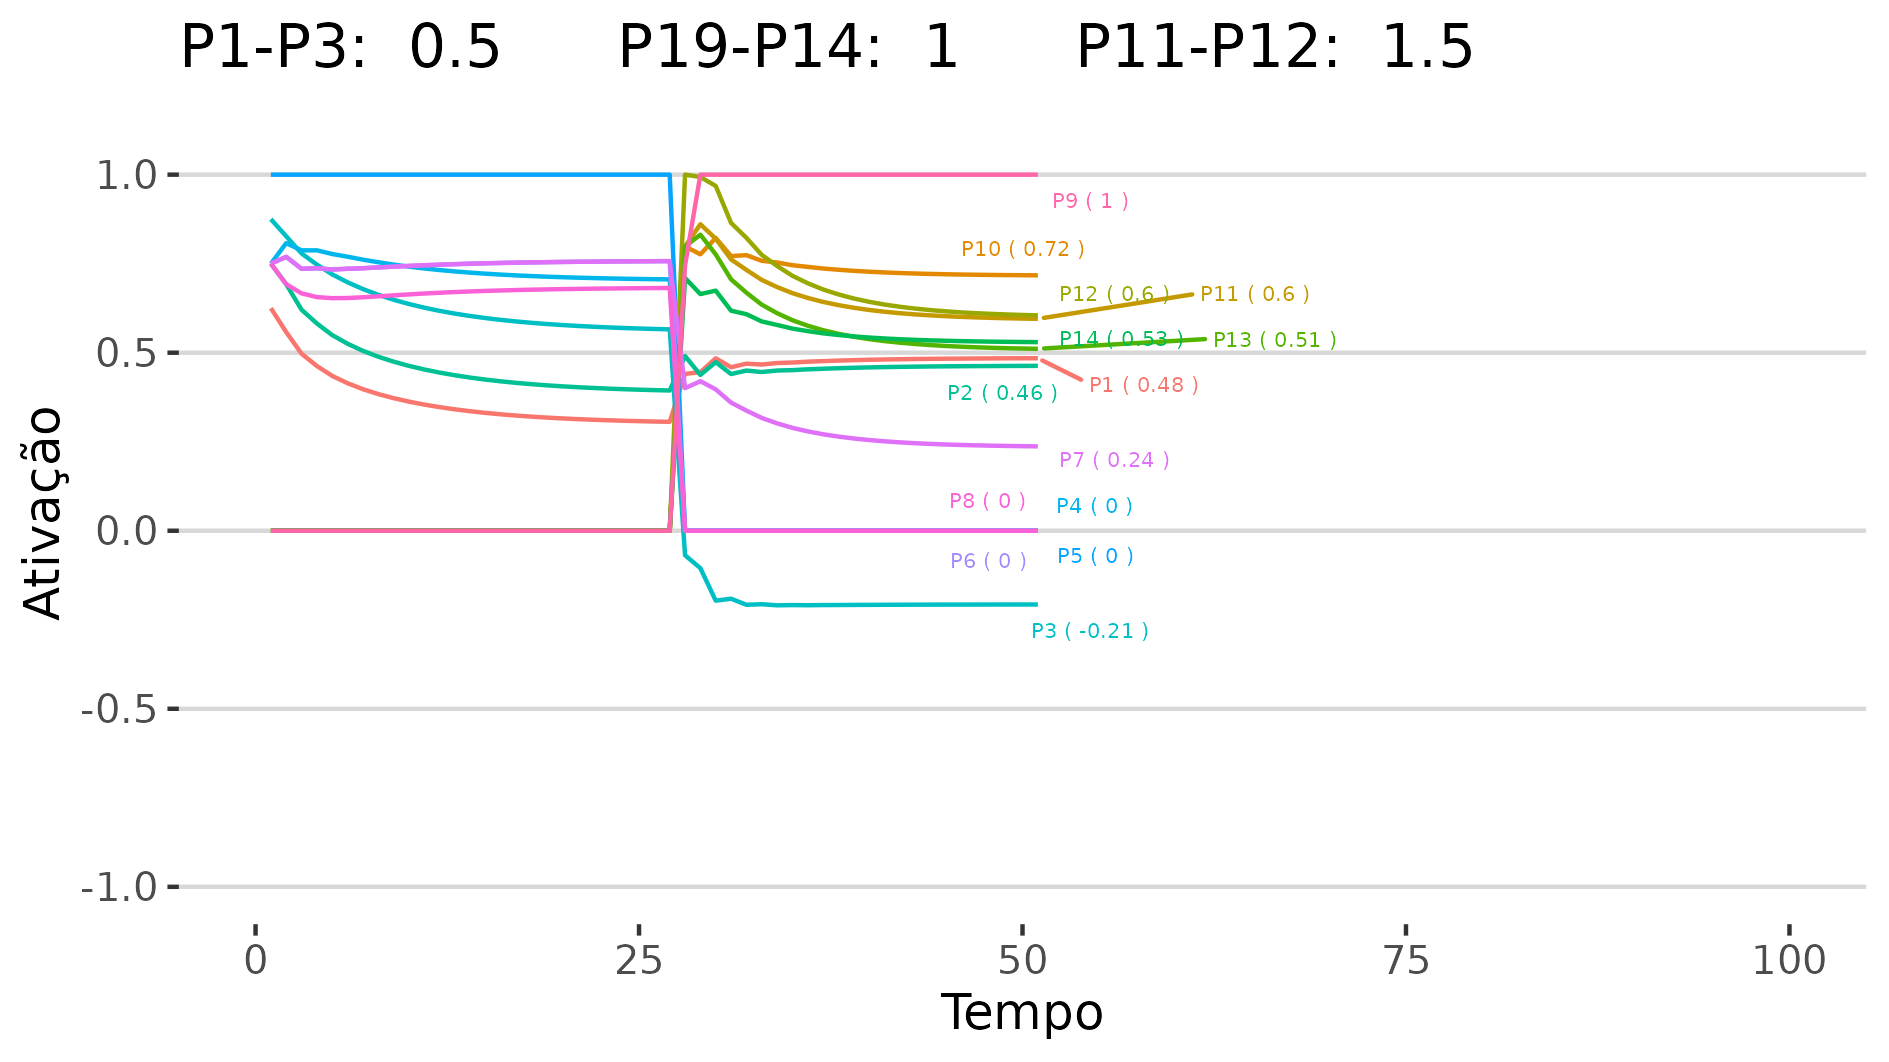 P1-P3: 0.5 P19-P14: 1 P11-P12: 1.5
1.0
P9 ( 1 )
P10 ( 0.72 )
P12 ( 0.6 ) P11 ( 0.6 )
P14 ( 0.53 ) P13 ( 0.51 )
0.5
P1 ( 0.48 )
P2 ( 0.46 )
P7 ( 0.24 )
P8 ( 0 ) P4 ( 0 )
0.0
P6 ( 0 ) P5 ( 0 )
P3 ( -0.21 )
-0.5
-1.0
Ativação
0 25 50 75 100
Tempo